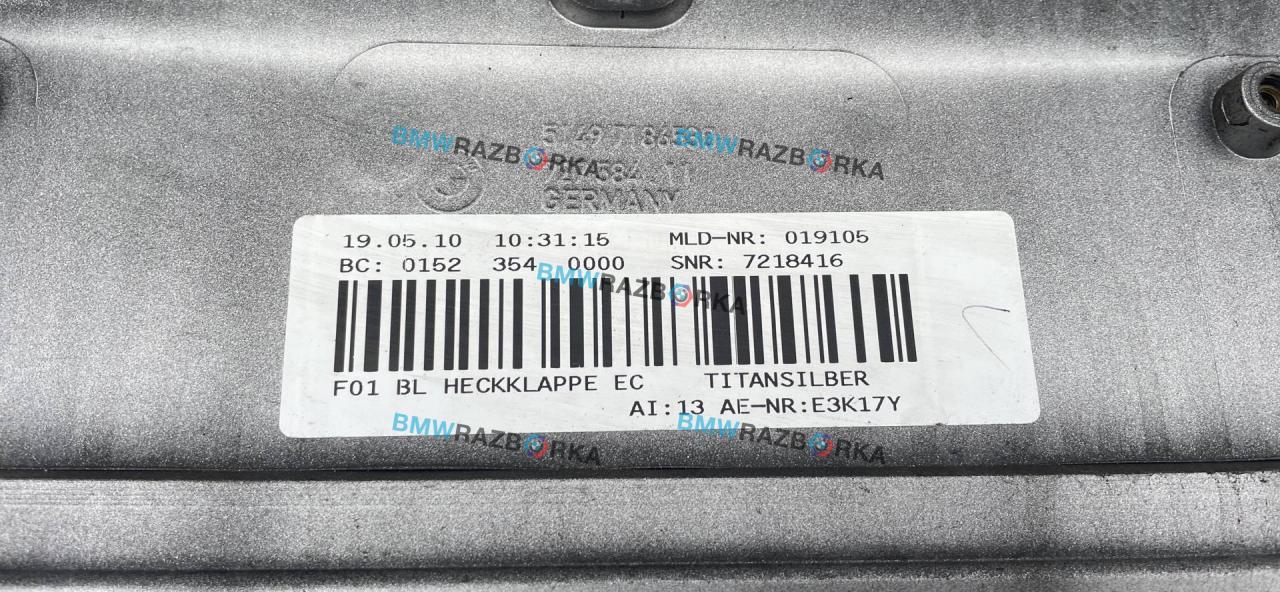 BMWRAZBORKA
BMWRAZBORKA
GERMANY
19.05.10 10:31:15 MLD-NR: 019105
BC: 0152 354 0000 SNR: 7218416
BMWRAZBORKA
F01 BL HECKKLAPPE EC TITANSILBER
AI:13 AE-NR:E3K17Y
BMWRAZBORKA
BMWRAZBORKA